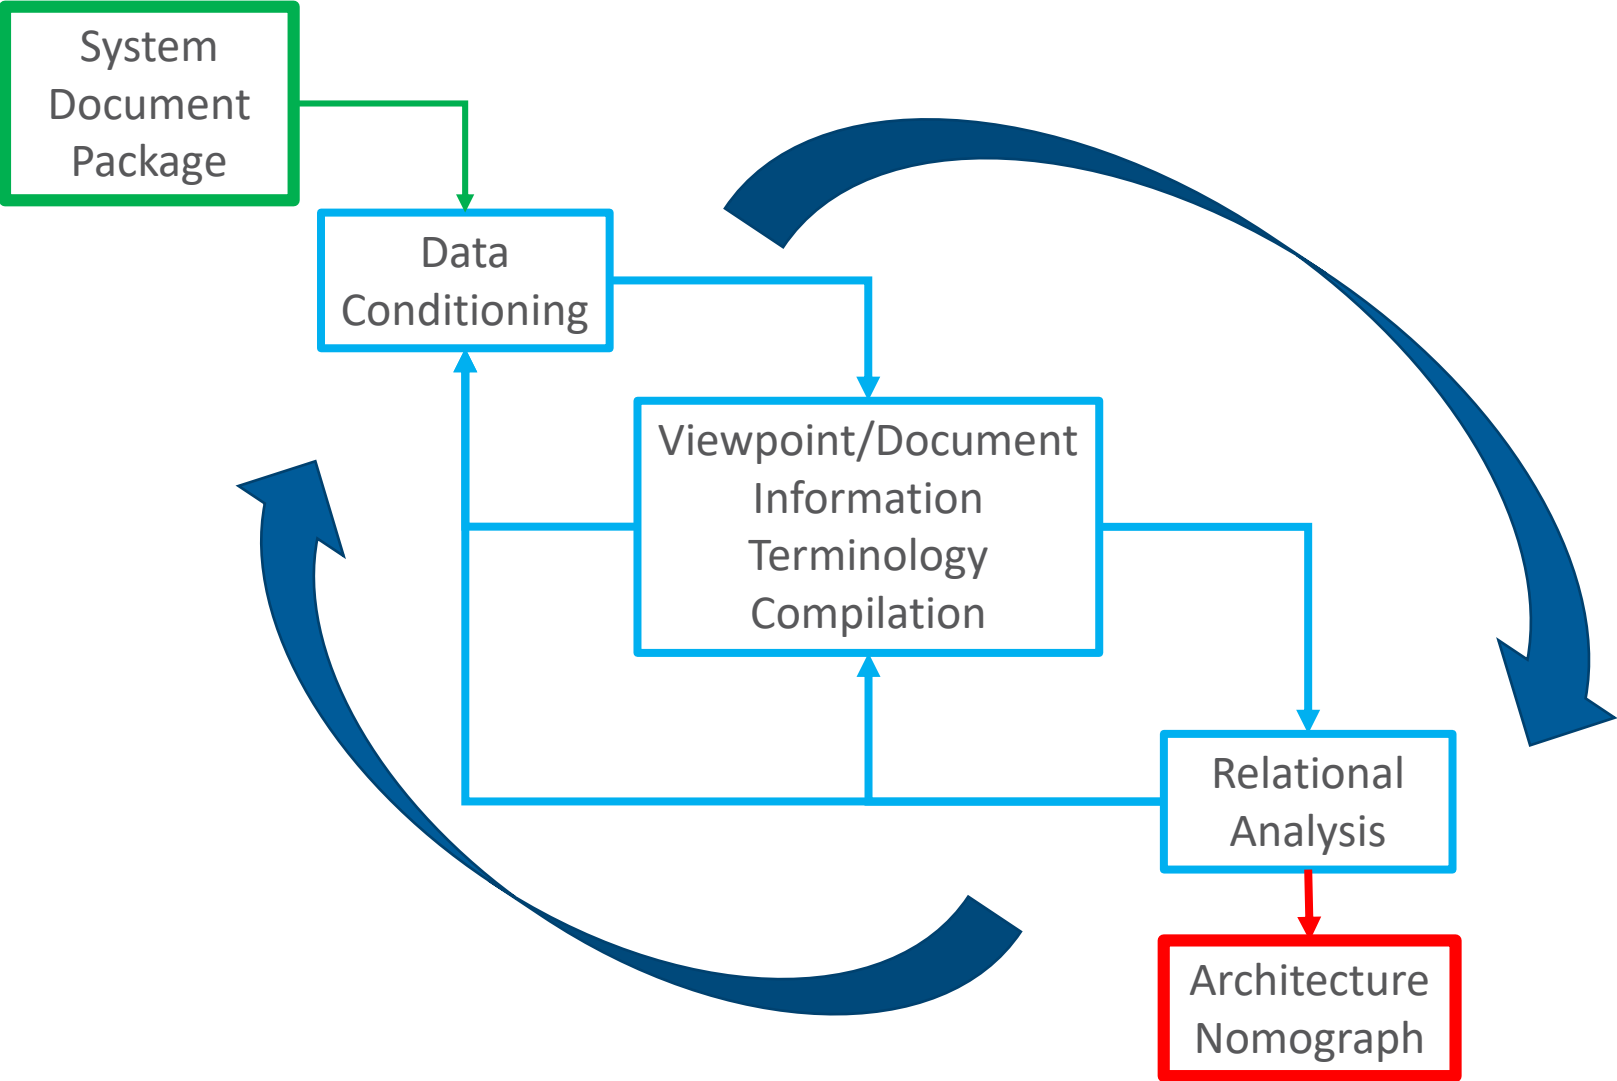 System
Document
Package
Data
Conditioning
Viewpoint/Document
Information
Terminology
Compilation
Relational
Analysis
Architecture
Nomograph